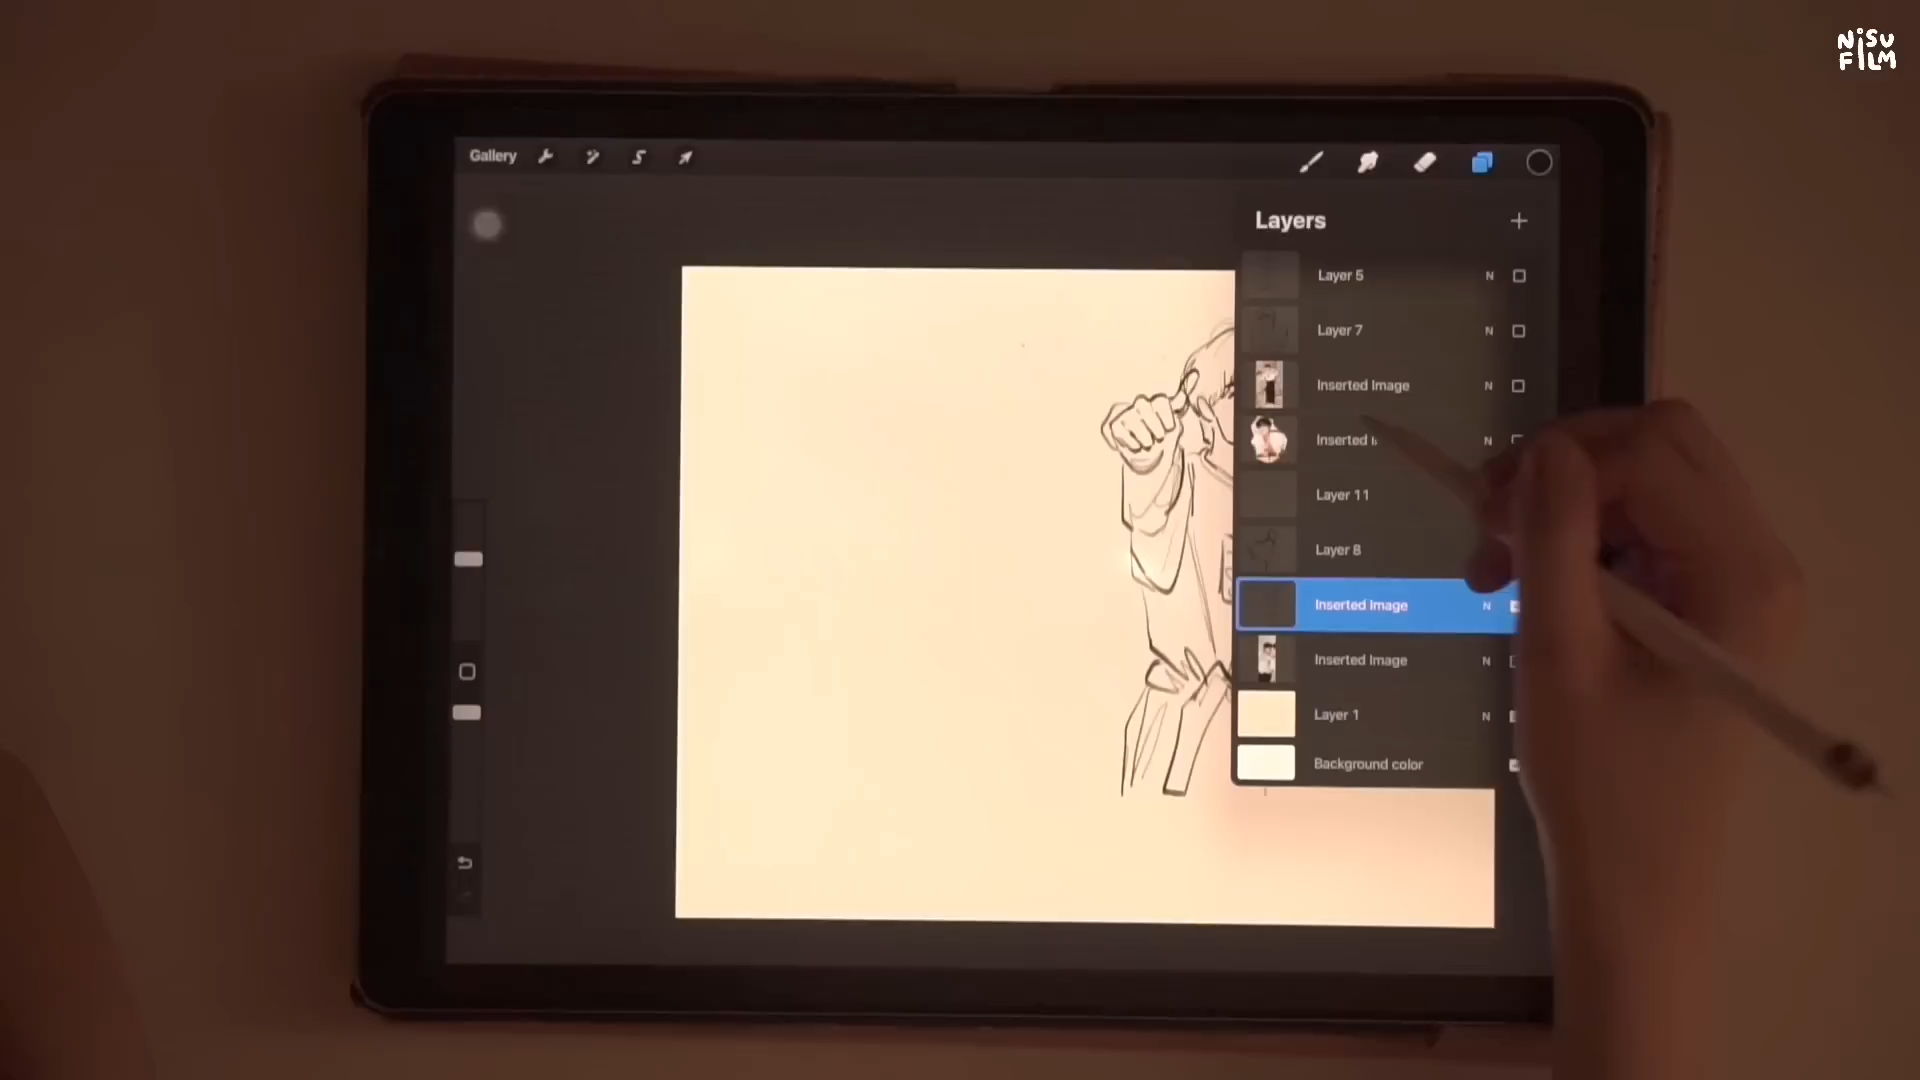 NiSU
FiLM
Gallery
Layers
Layer 5 N
Layer 7 N
Inserted Image N
Inserted N
Layer 11
Layer 8
Inserted Image N
Inserted Image N
Layer 1 N
Background color